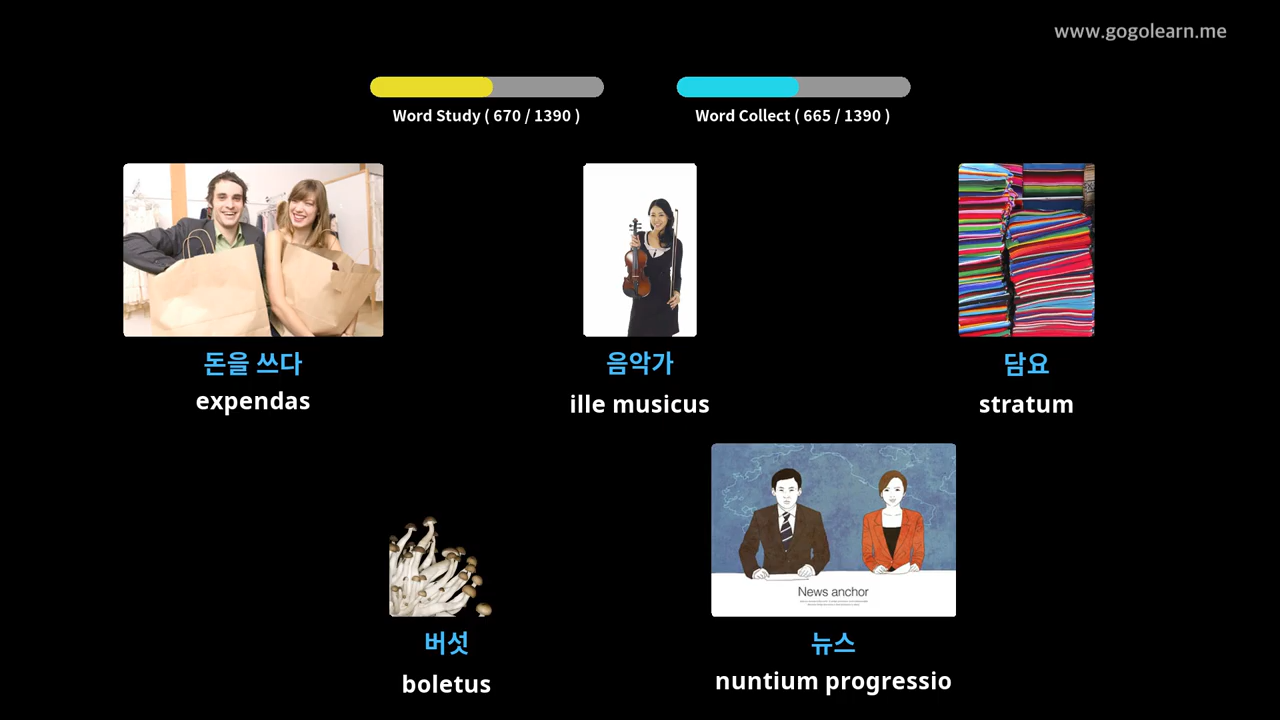 www.gogolearn.me
Word Study ( 670 / 1390 )
Word Collect ( 665 / 1390 )
돈을 쓰다
expendas
음악가
ille musicus
담요
stratum
News anchor
버섯
boletus
뉴스
nuntium progressio